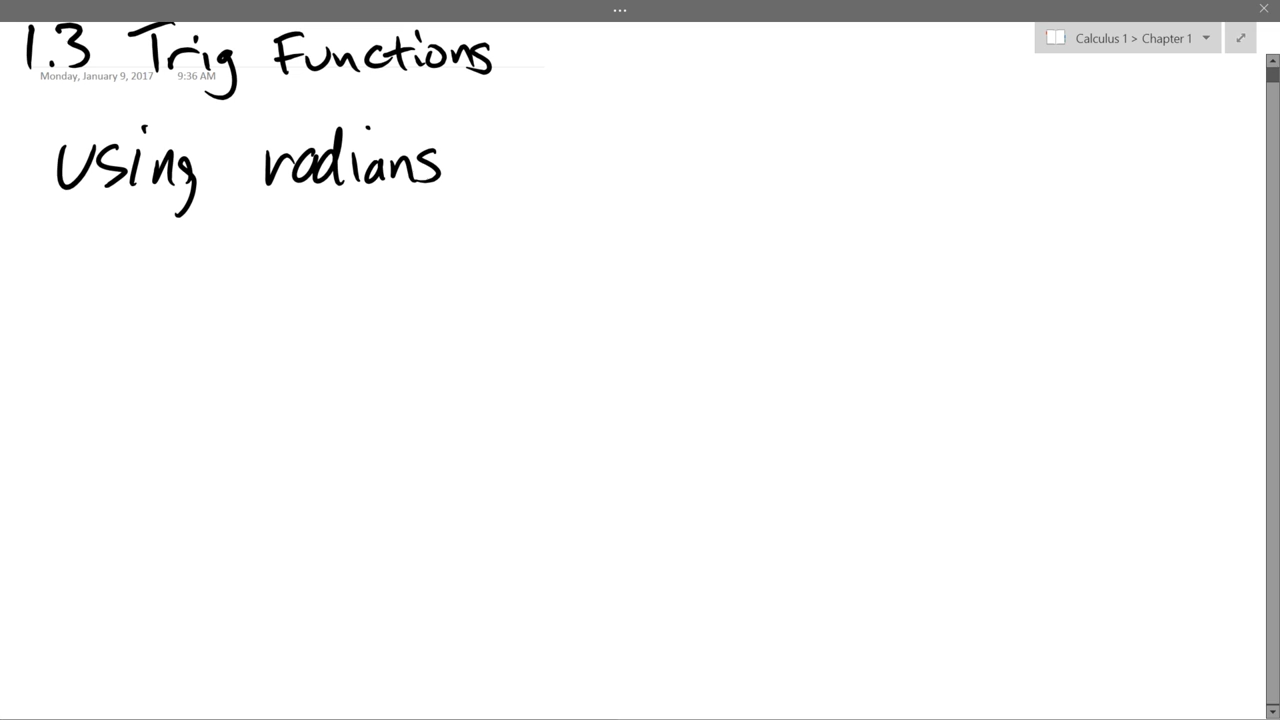 Calculus 1 > Chapter 1
1.3 Trig Functions
Monday, January 9, 2017 9:36 AM
Using radians